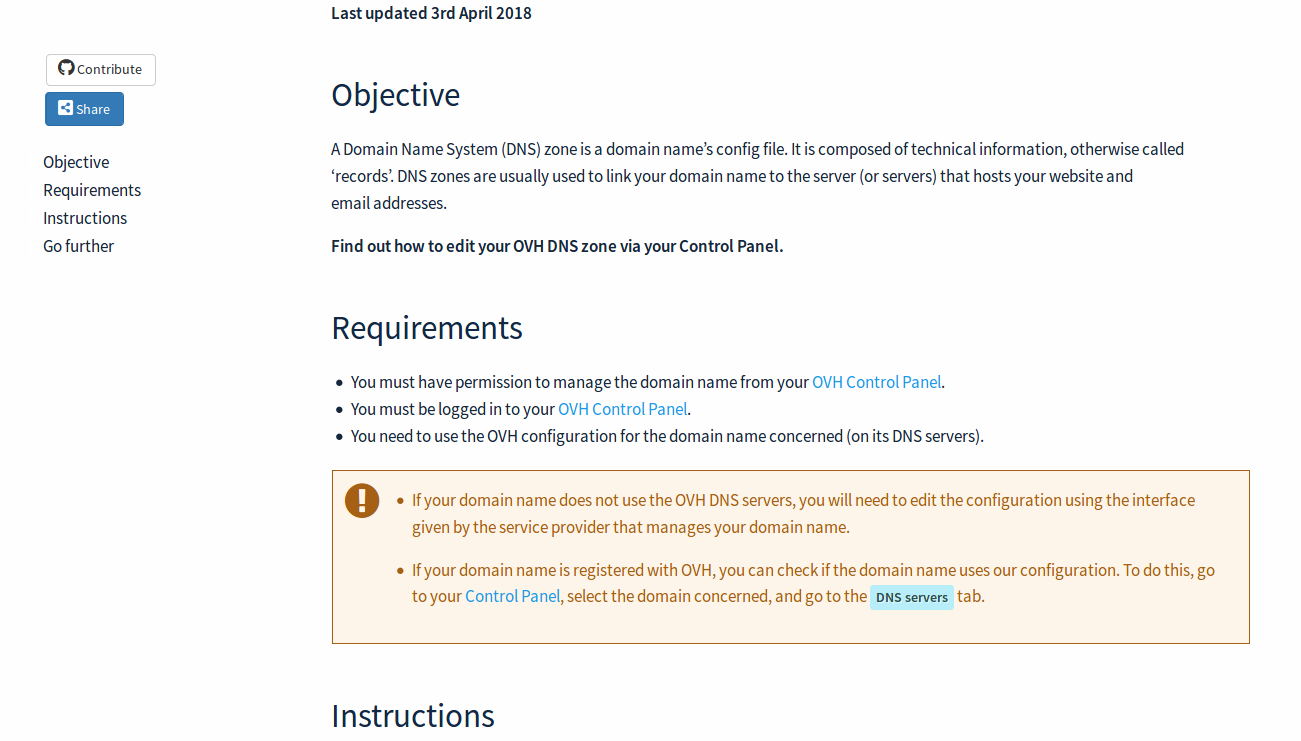 Last updated 3rd April 2018
Contribute
Share
Objective
Requirements
Instructions
Go further
Objective
A Domain Name System (DNS) zone is a domain name’s config file. It is composed of technical information, otherwise called
‘records’. DNS zones are usually used to link your domain name to the server (or servers) that hosts your website and
email addresses.
Find out how to edit your OVH DNS zone via your Control Panel.
Requirements
• You must have permission to manage the domain name from your OVH Control Panel.
• You must be logged in to your OVH Control Panel.
• You need to use the OVH configuration for the domain name concerned (on its DNS servers).
• If your domain name does not use the OVH DNS servers, you will need to edit the configuration using the interface
given by the service provider that manages your domain name.
• If your domain name is registered with OVH, you can check if the domain name uses our configuration. To do this, go
to your Control Panel, select the domain concerned, and go to the DNS servers tab.
Instructions